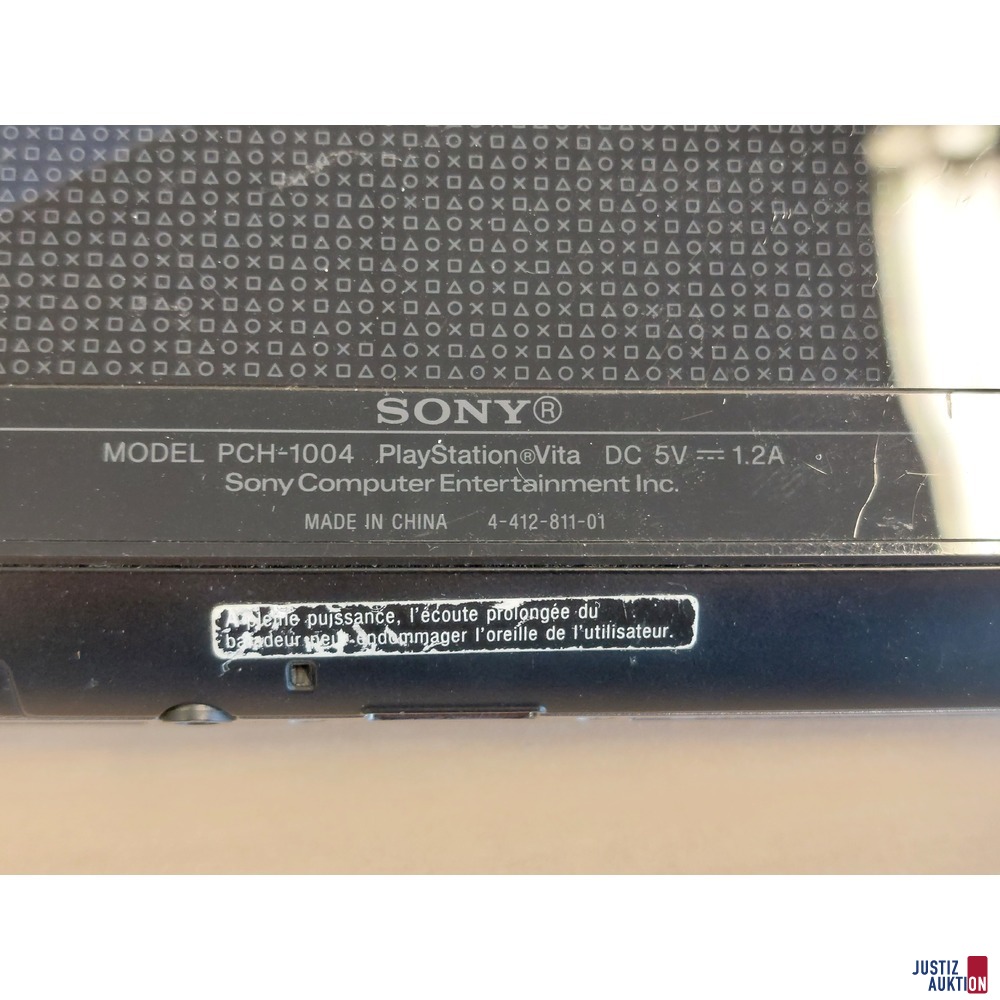 SONY®
MODEL PCH-1004 PlayStation®Vita DC 5V ⎓ 1.2A
Sony Computer Entertainment Inc.
MADE IN CHINA 4-412-811-01
puissance, l'écoute prolongée du
endommager l'oreille de l'utilisateur.
JUSTIZ
AUKTION